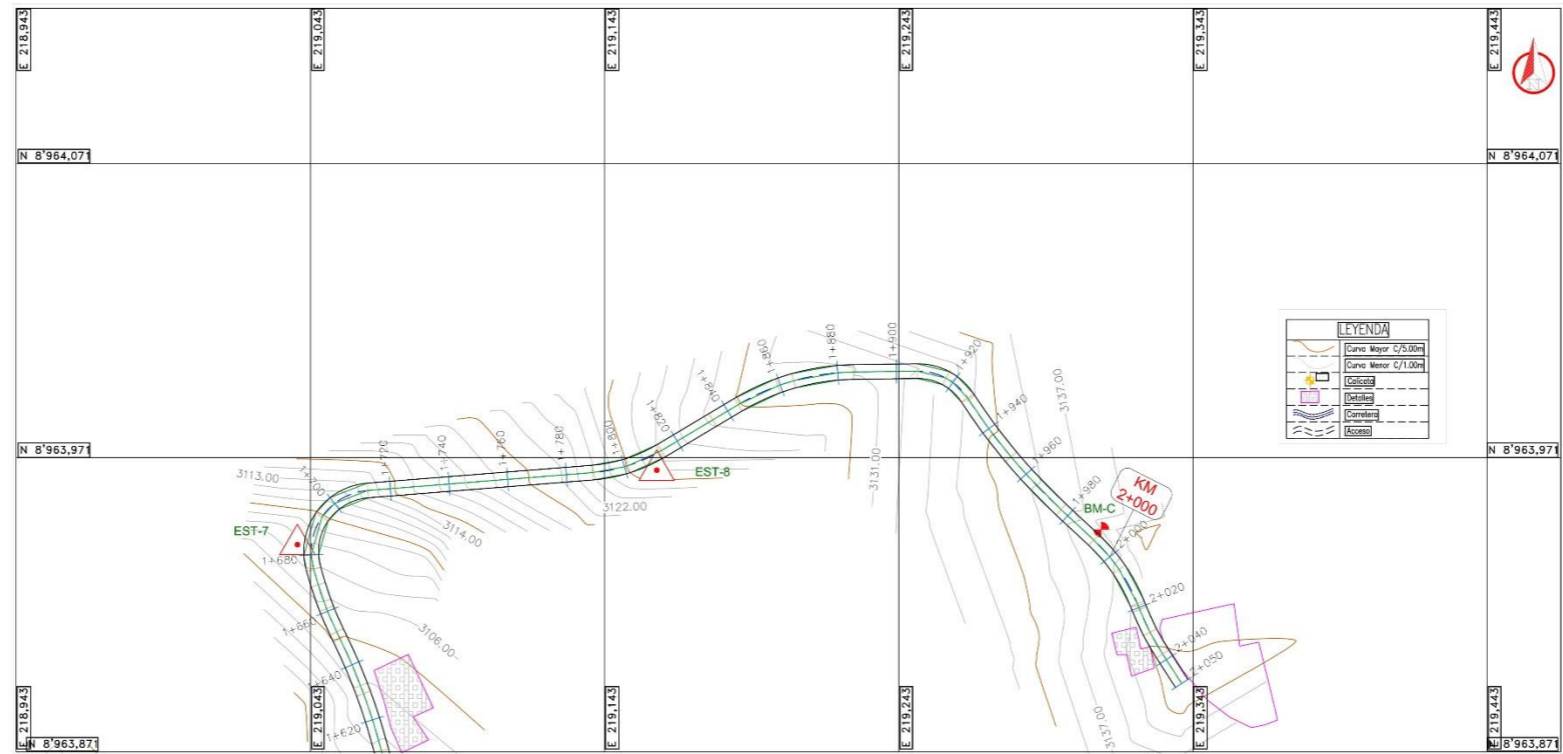 E 218,943
E 219,043
E 219,143
E 219,243
E 219,343
E 219,443
N
N 8'964,071
N 8'964,071
LEYENDA
Curva Mayor C/5.00m
Curva Menor C/1.00m
Calicata
Detalles
Carretera
Acceso
1+860
1+880
1+900
1+920
1+840
1+940
3137.00
1+820
1+800
1+780
1+760
1+740
1+720
N 8'963,971
N 8'963,971
1+960
3131.00
EST-8
3113.00
1+700
1+980
KM
2+000
BM-C
3122.00
3114.00
EST-7
2+000
1+680
2+020
1+660
3106.00
2+040
1+640
2+050
1+620
3137.00
E 218,943
E 219,043
E 219,143
E 219,243
E 219,343
E 219,443
N 8'963,871
N 8'963,871